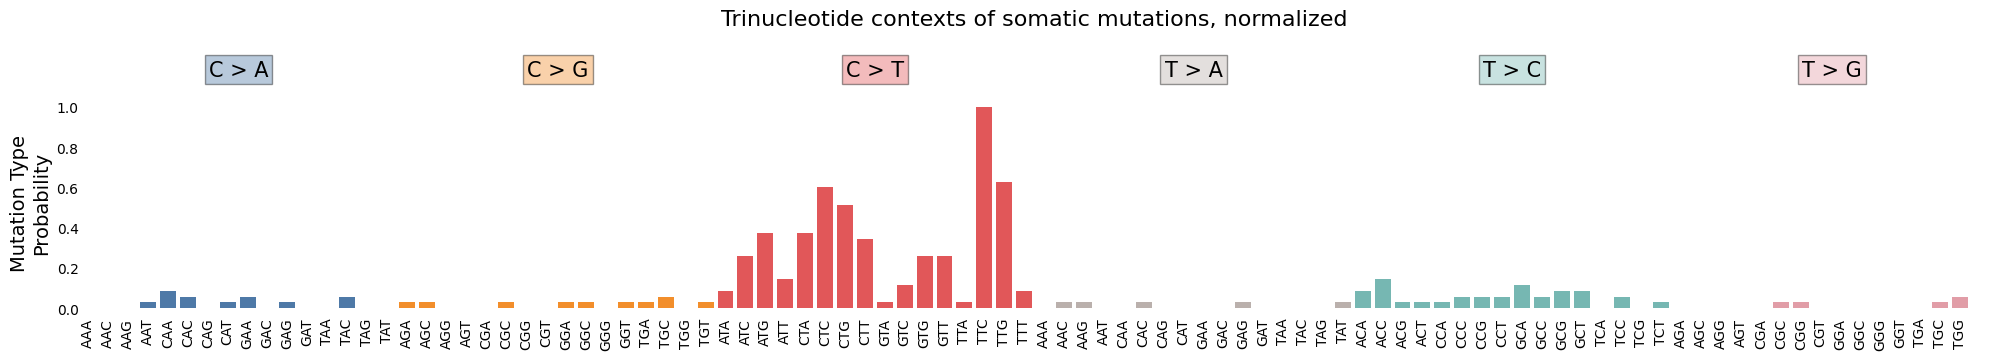 Trinucleotide contexts of somatic mutations, normalized
C > A C > G C > T T > A T > C T > G
Mutation Type
Probability
1.0
0.8
0.6
0.4
0.2
0.0
AAA AAC AAG AAT CAA CAC CAG CAT GAA GAC GAG GAT TAA TAC TAG TAT AGA AGC AGG AGT CGA CGC CGG CGT GGA GGC GGG GGT TGA TGC TGG TGT ATA ATC ATG ATT CTA CTC CTG CTT GTA GTC GTG GTT TTA TTC TTG TTT AAA AAC AAG AAT CAA CAC CAG CAT GAA GAC GAG GAT TAA TAC TAG TAT ACA ACC ACG ACT CCA CCC CCG CCT GCA GCC GCG GCT TCA TCC TCG TCT AGA AGC AGG AGT CGA CGC CGG CGT GGA GGC GGG GGT TGA TGC TGG